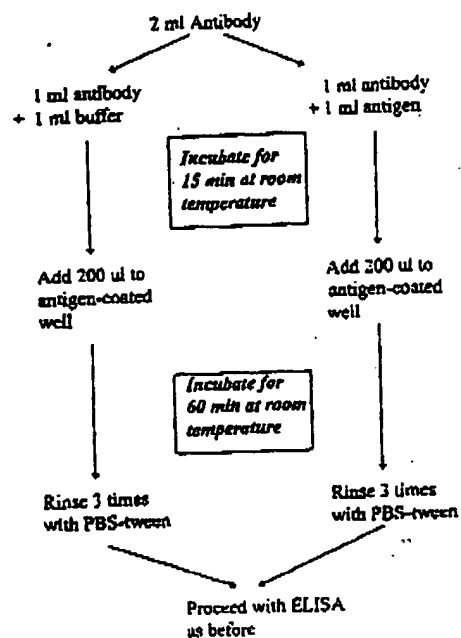 2 ml Antibody
1 ml antibody
+ 1 ml buffer
1 ml antibody
+ 1 ml antigen
Incubate for
15 min at room
temperature
Add 200 ul to
antigen-coated
well
Add 200 ul to
antigen-coated
well
Incubate for
60 min at room
temperature
Rinse 3 times
with PBS-tween
Rinse 3 times
with PBS-tween
Proceed with ELISA
as before